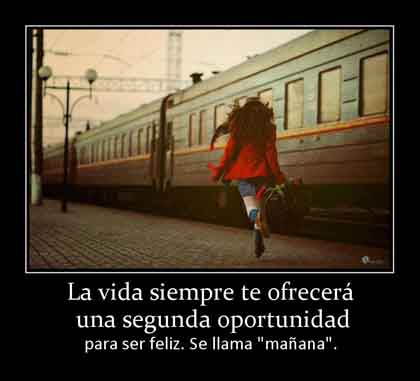 La vida siempre te ofrecerá
una segunda oportunidad
para ser feliz. Se llama "mañana".